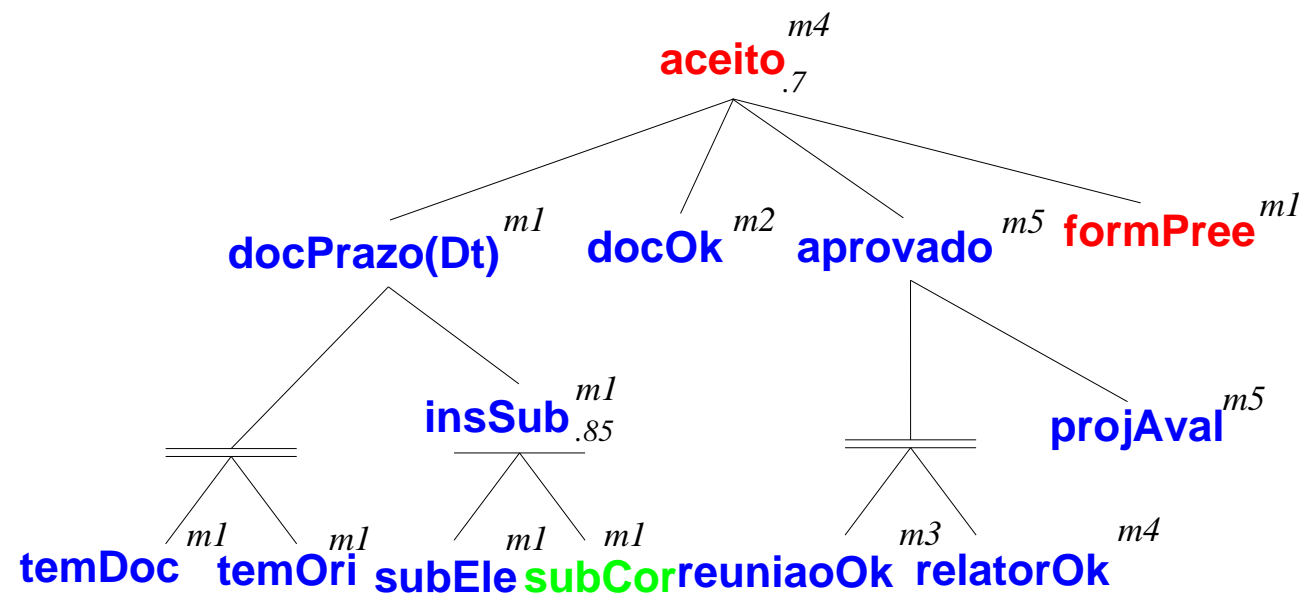 aceito m4 .7
docPrazo(Dt) m1 docOk m2 aprovado m5 formPree m1
insSub m1 .85 projAval m5
temDoc m1 temOri m1 subEle m1 subCor m1 reuniaoOk m3 relatorOk m4